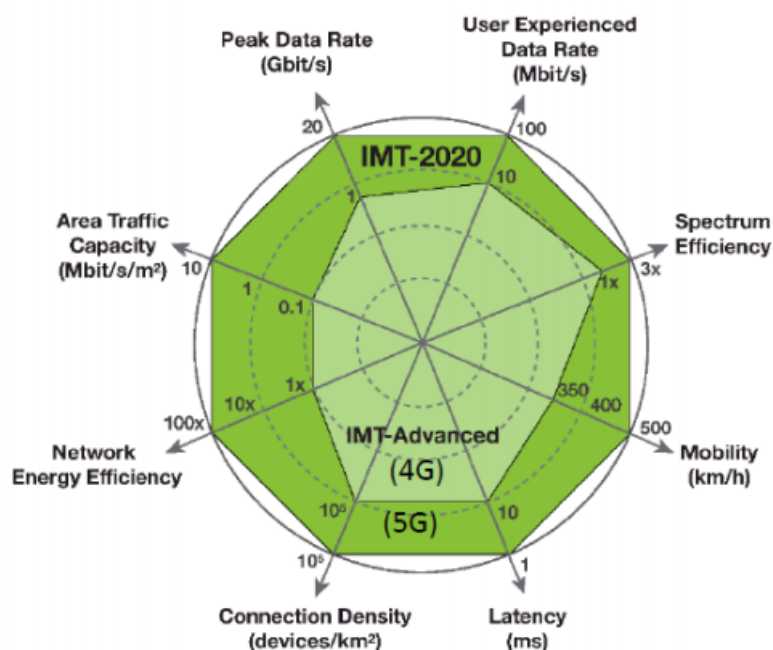 Peak Data Rate
(Gbit/s)
User Experienced
Data Rate
(Mbit/s)
20
100
IMT-2020
1
10
Area Traffic
Capacity
(Mbit/s/m²)
Spectrum
Efficiency
10
1
0.1
1x
3x
1x
10x
100x
350
400
500
Network
Energy Efficiency
IMT-Advanced
(4G)
Mobility
(km/h)
10⁵
10
(5G)
10⁶
1
Connection Density
(devices/km²)
Latency
(ms)